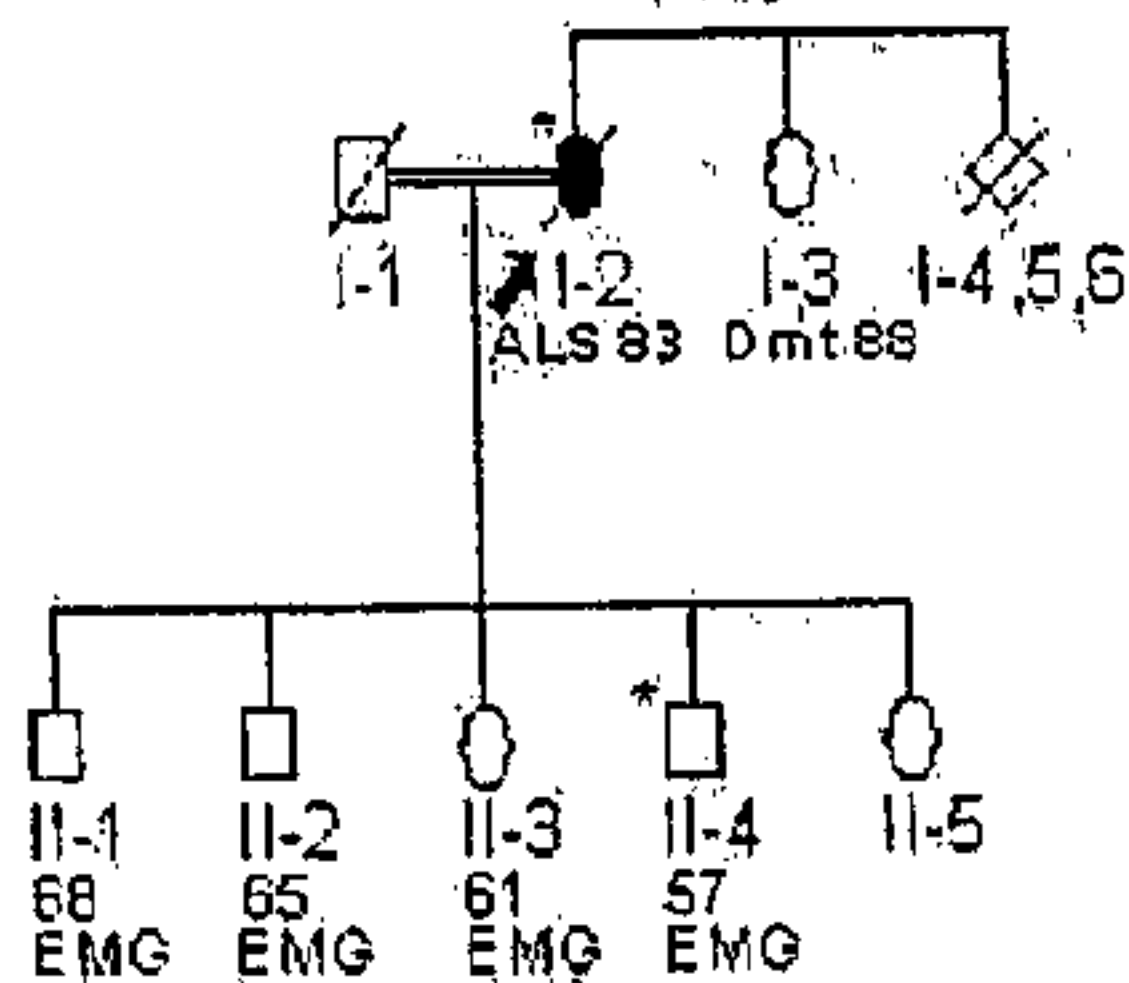 I-1 I-2 I-3 I-4,5,6
ALS 83 Dmt 88
*
II-1 II-2 II-3 II-4 II-5
68 65 61 57
EMG EMG EMG EMG